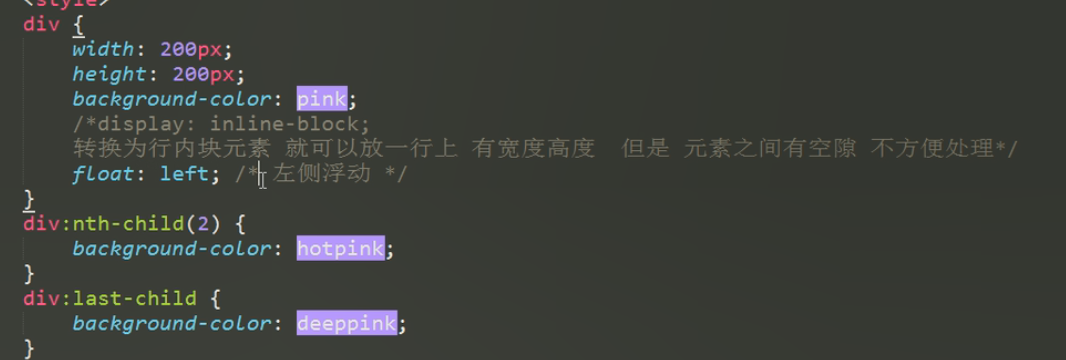 <style>
div {
width: 200px;
height: 200px;
background-color: pink;
/*display: inline-block;
转换为行内块元素 就可以放一行上 有宽度高度 但是 元素之间有空隙 不方便处理*/
float: left; /* 左侧浮动 */
}
div:nth-child(2) {
background-color: hotpink;
}
div:last-child {
background-color: deeppink;
}